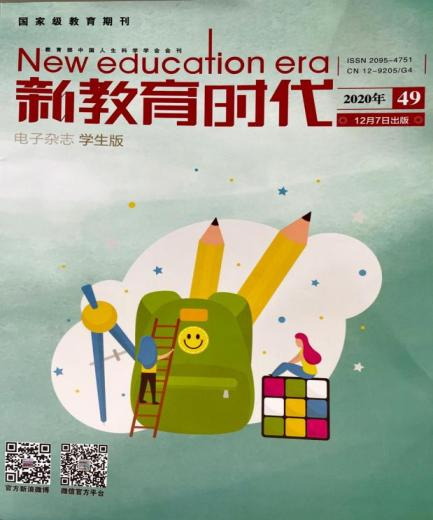 国家级教育期刊
教育部中国人生科学学会会刊
New education era
ISSN 2095-4751
CN 12-9205/G4
新教育时代
2020年 49
12月7日出版
电子杂志 学生版
官方新浪微博
微信官方平台